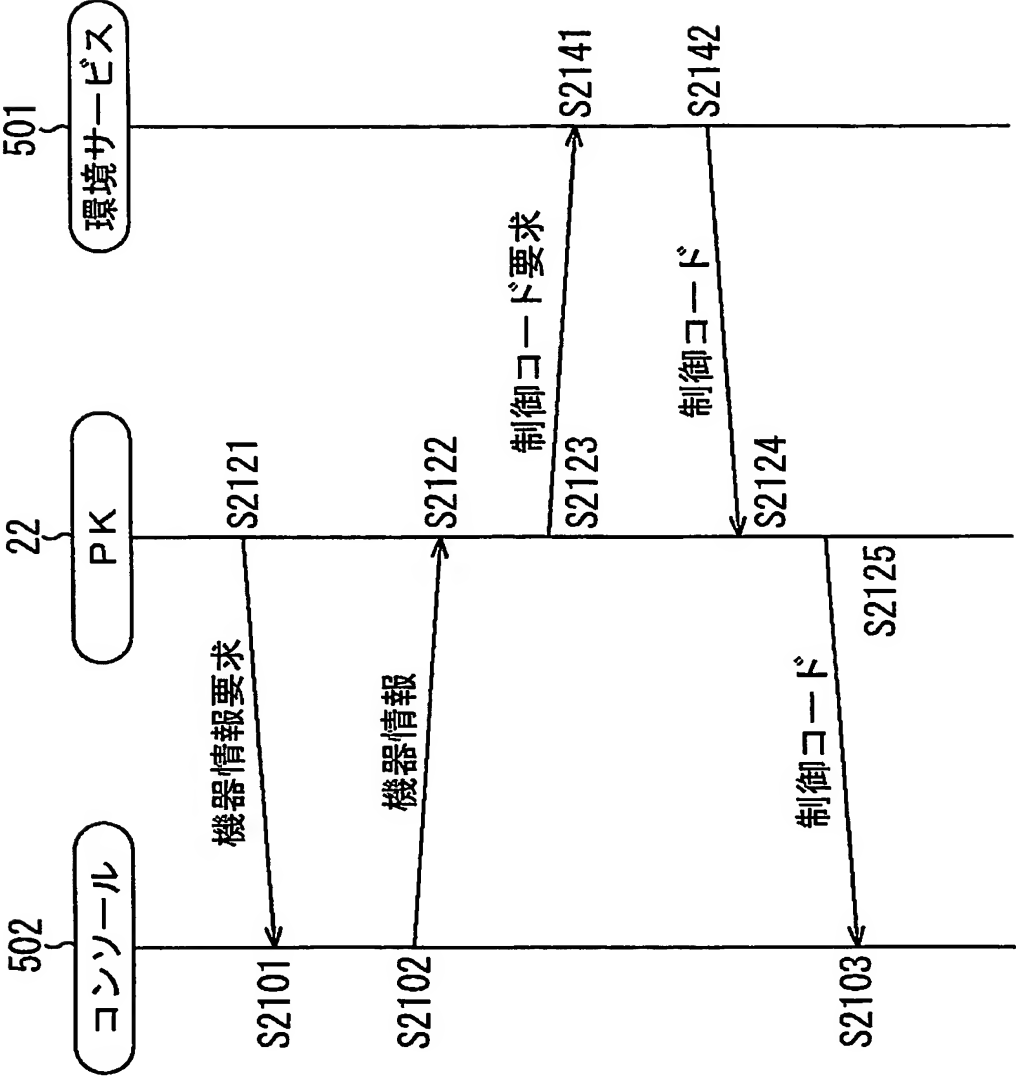 502
コンソール
22
PK
501
環境サービス
S2121
機器情報要求
S2101
S2102
機器情報
S2122
S2123
制御コード要求
S2141
S2142
制御コード
S2124
S2125
制御コード
S2103